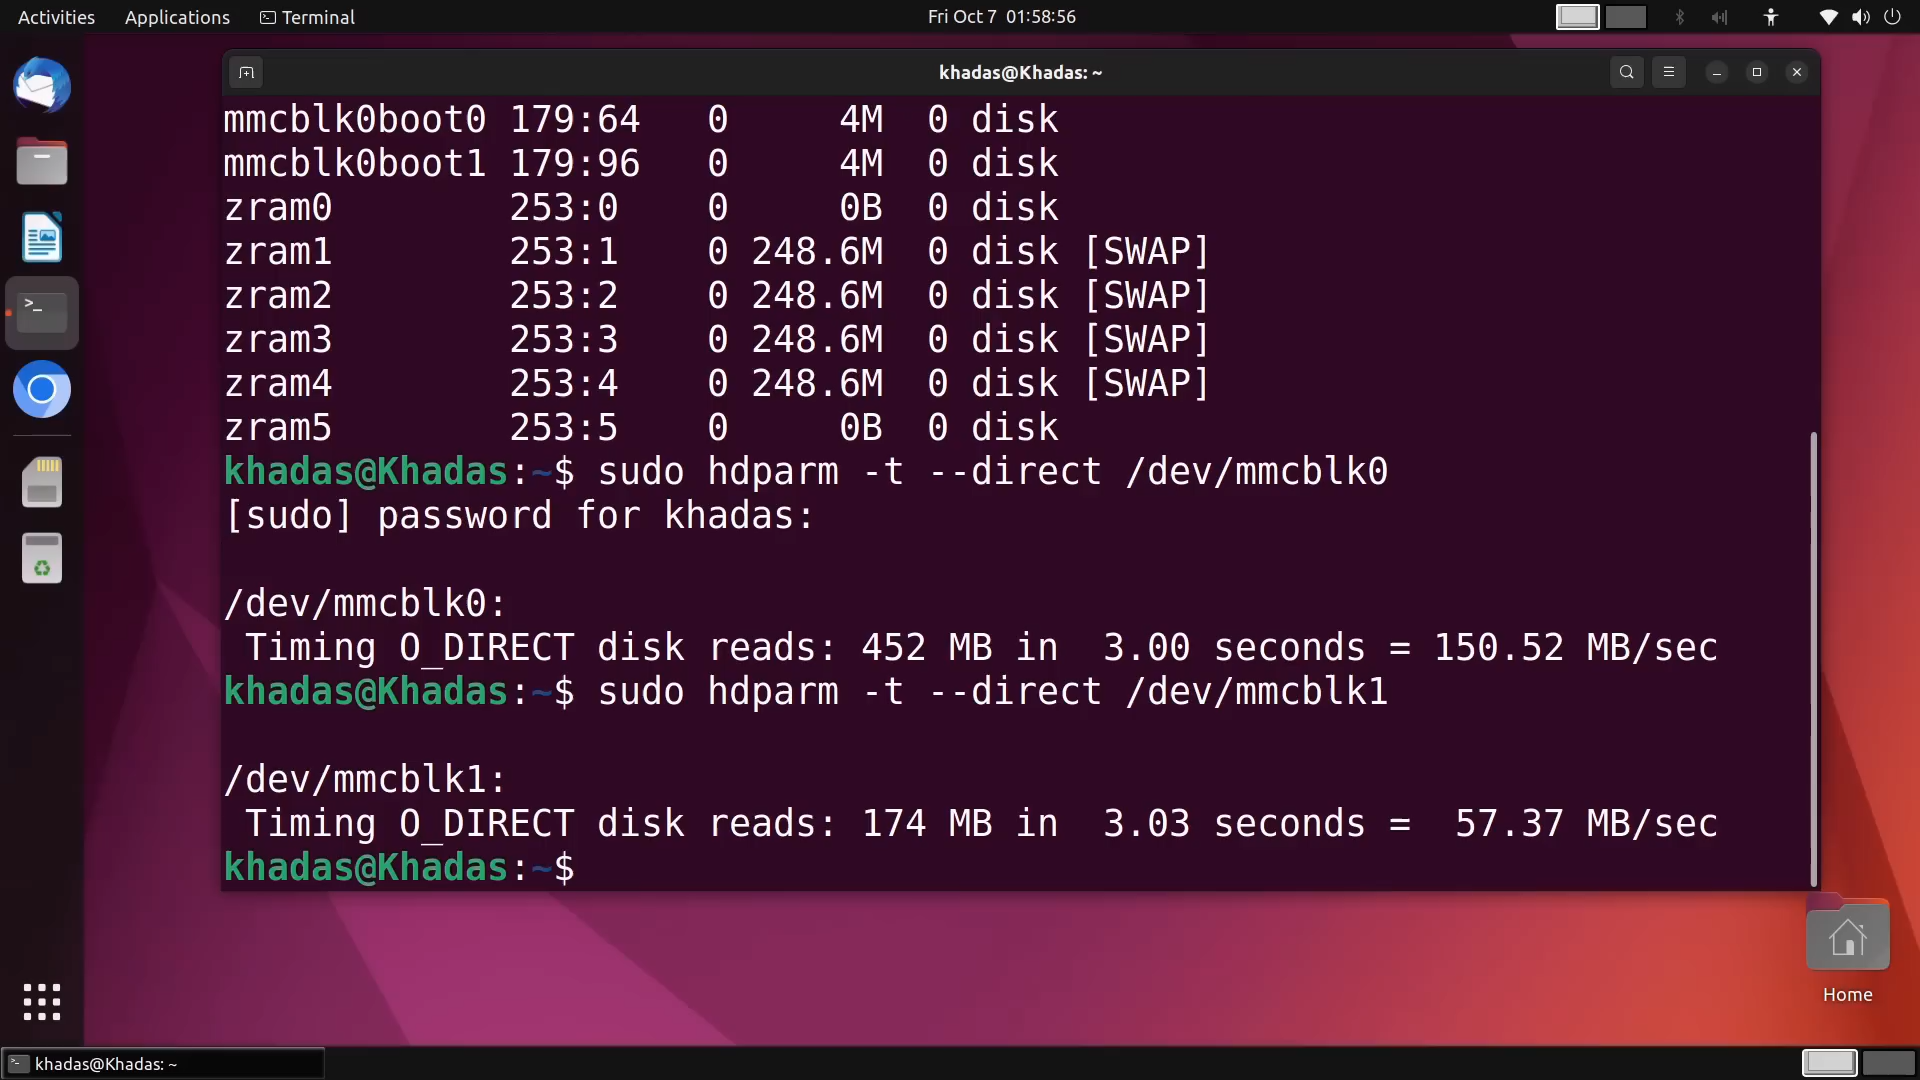 Activities Applications Terminal Fri Oct 7 01:58:56
khadas@Khadas: ~
mmcblk0boot0 179:64 0 4M 0 disk
mmcblk0boot1 179:96 0 4M 0 disk
zram0 253:0 0 0B 0 disk
zram1 253:1 0 248.6M 0 disk [SWAP]
zram2 253:2 0 248.6M 0 disk [SWAP]
zram3 253:3 0 248.6M 0 disk [SWAP]
zram4 253:4 0 248.6M 0 disk [SWAP]
zram5 253:5 0 0B 0 disk
khadas@Khadas:~$ sudo hdparm -t --direct /dev/mmcblk0
[sudo] password for khadas:
/dev/mmcblk0:
Timing O_DIRECT disk reads: 452 MB in 3.00 seconds = 150.52 MB/sec
khadas@Khadas:~$ sudo hdparm -t --direct /dev/mmcblk1
/dev/mmcblk1:
Timing O_DIRECT disk reads: 174 MB in 3.03 seconds = 57.37 MB/sec
khadas@Khadas:~$
Home
khadas@Khadas: ~